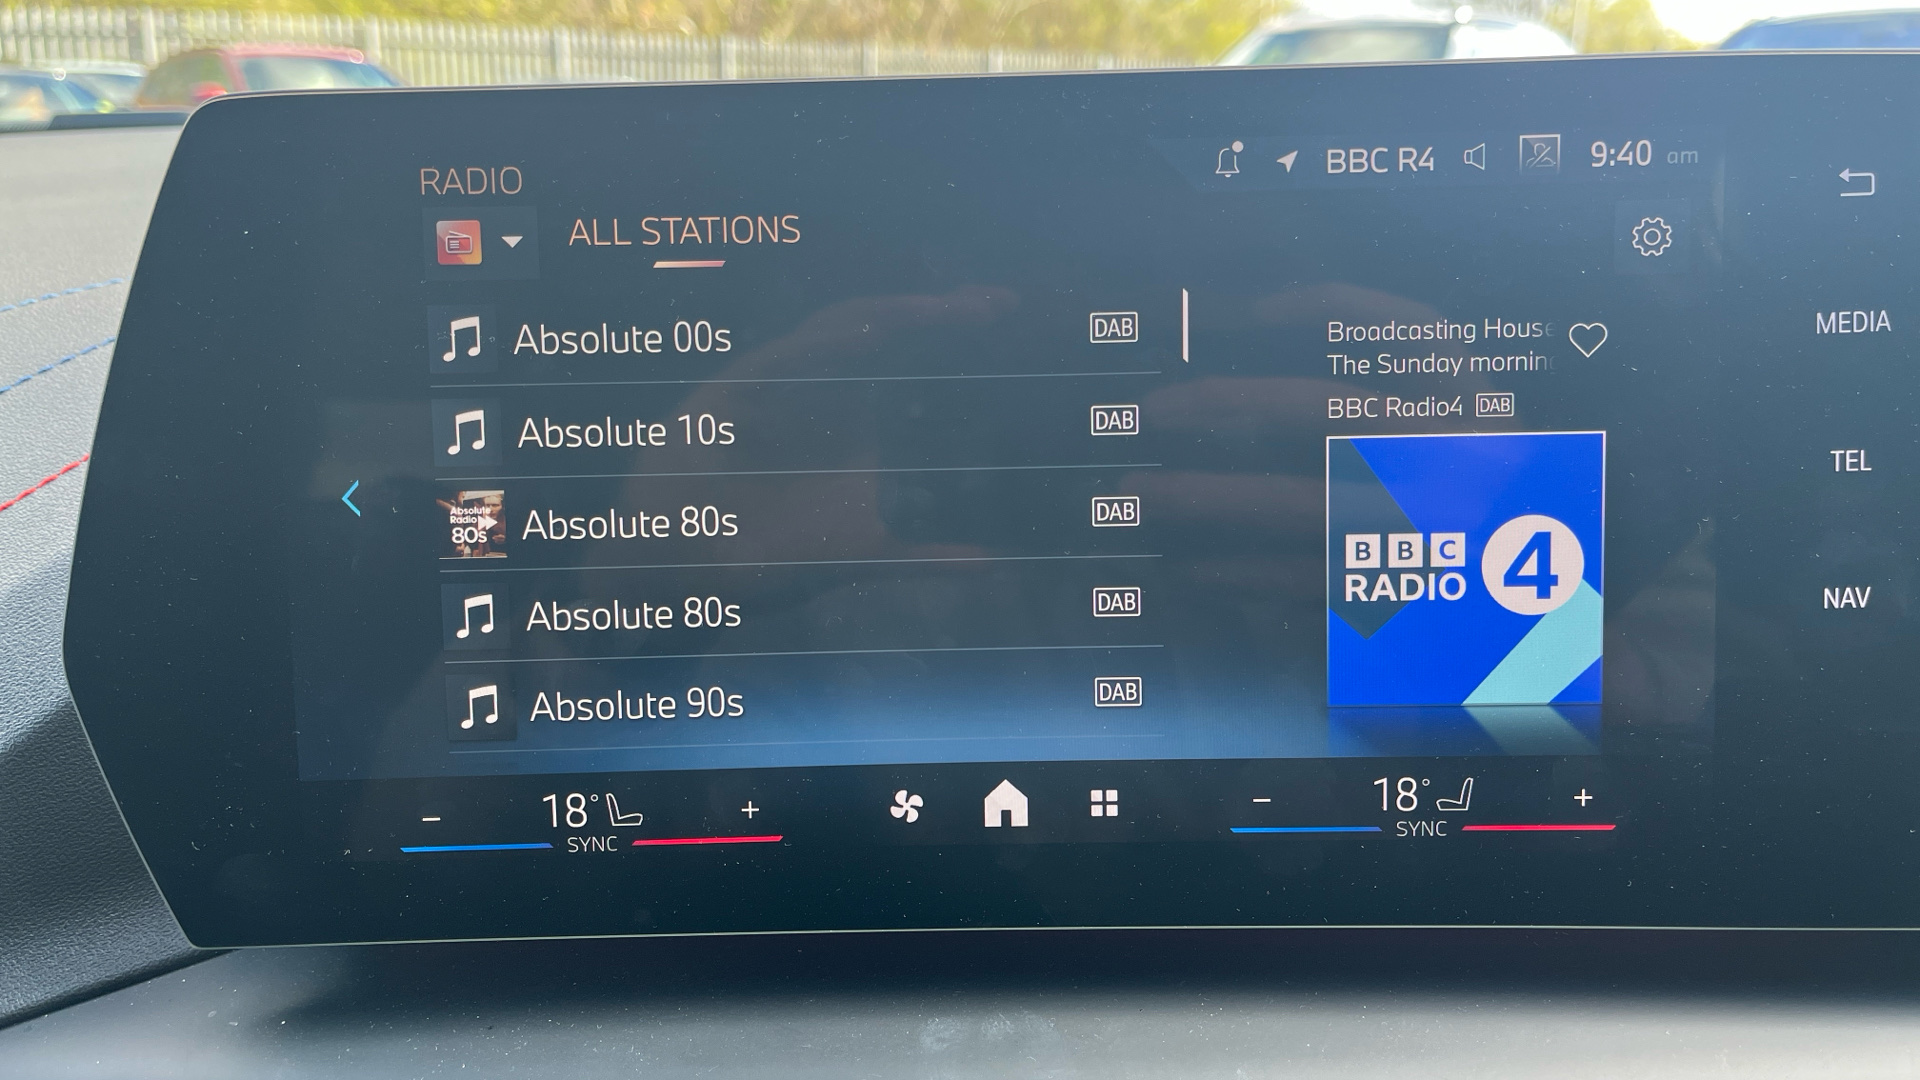 RADIO
BBC R4
9:40 am
ALL STATIONS
Absolute 00s DAB
Absolute 10s DAB
Absolute Radio 80s
Absolute 80s DAB
Absolute 80s DAB
Absolute 90s DAB
Broadcasting House
The Sunday mornin
BBC Radio4 DAB
BBC
RADIO 4
MEDIA
TEL
NAV
− 18° +
SYNC
− 18° +
SYNC